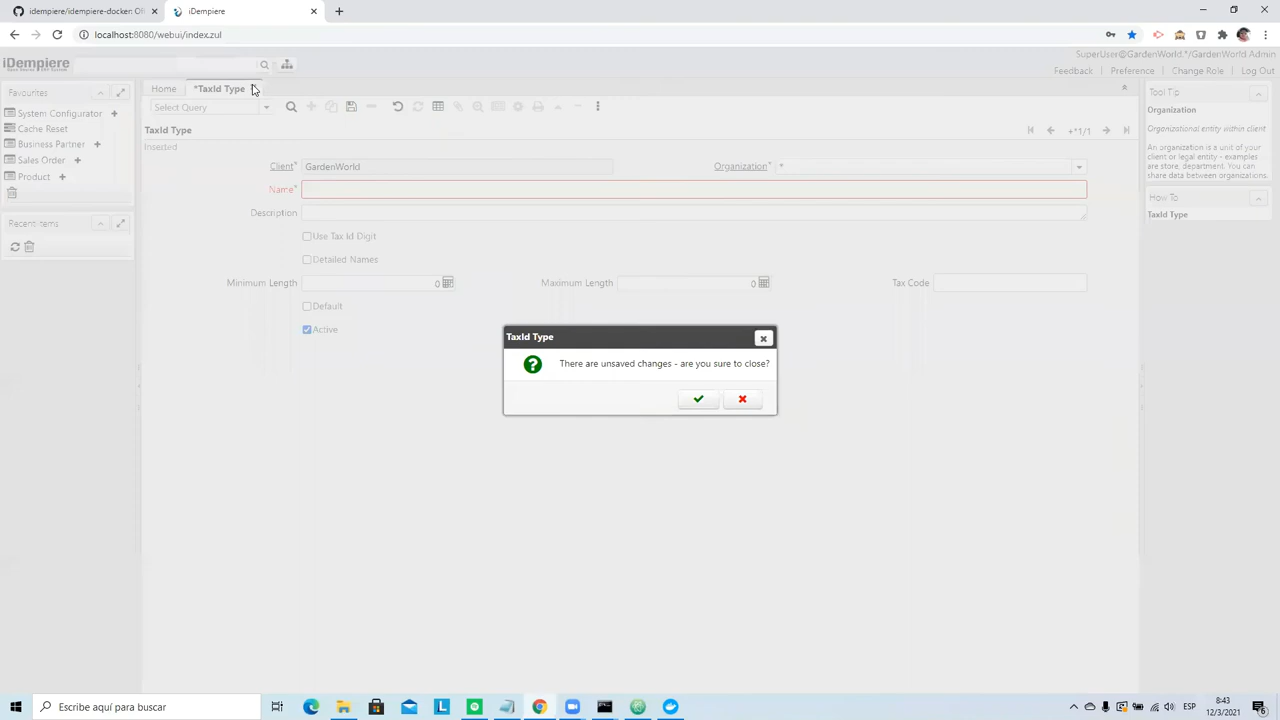 idempiere/idempiere-docker: Of
iDempiere
localhost:8080/webui/index.zul
iDempiere
SuperUser@GardenWorld.*/GardenWorld Admin
Feedback
Preference
Change Role
Log Out
Favourites
System Configurator
Cache Reset
Business Partner
Sales Order
Product
Recent Items
Home
*TaxId Type
Select Query
TaxId Type
+*1/1
Inserted
Client*
GardenWorld
Organization*
*
Name*
Description
Use Tax Id Digit
Detailed Names
Minimum Length
0
Maximum Length
0
Tax Code
Default
Active
Tool Tip
Organization
Organizational entity within client
An organization is a unit of your
client or legal entity - examples
are store, department. You can
share data between organizations.
How To
TaxId Type
TaxId Type
There are unsaved changes - are you sure to close?
Escribe aquí para buscar
ESP
8:43
12/3/2021